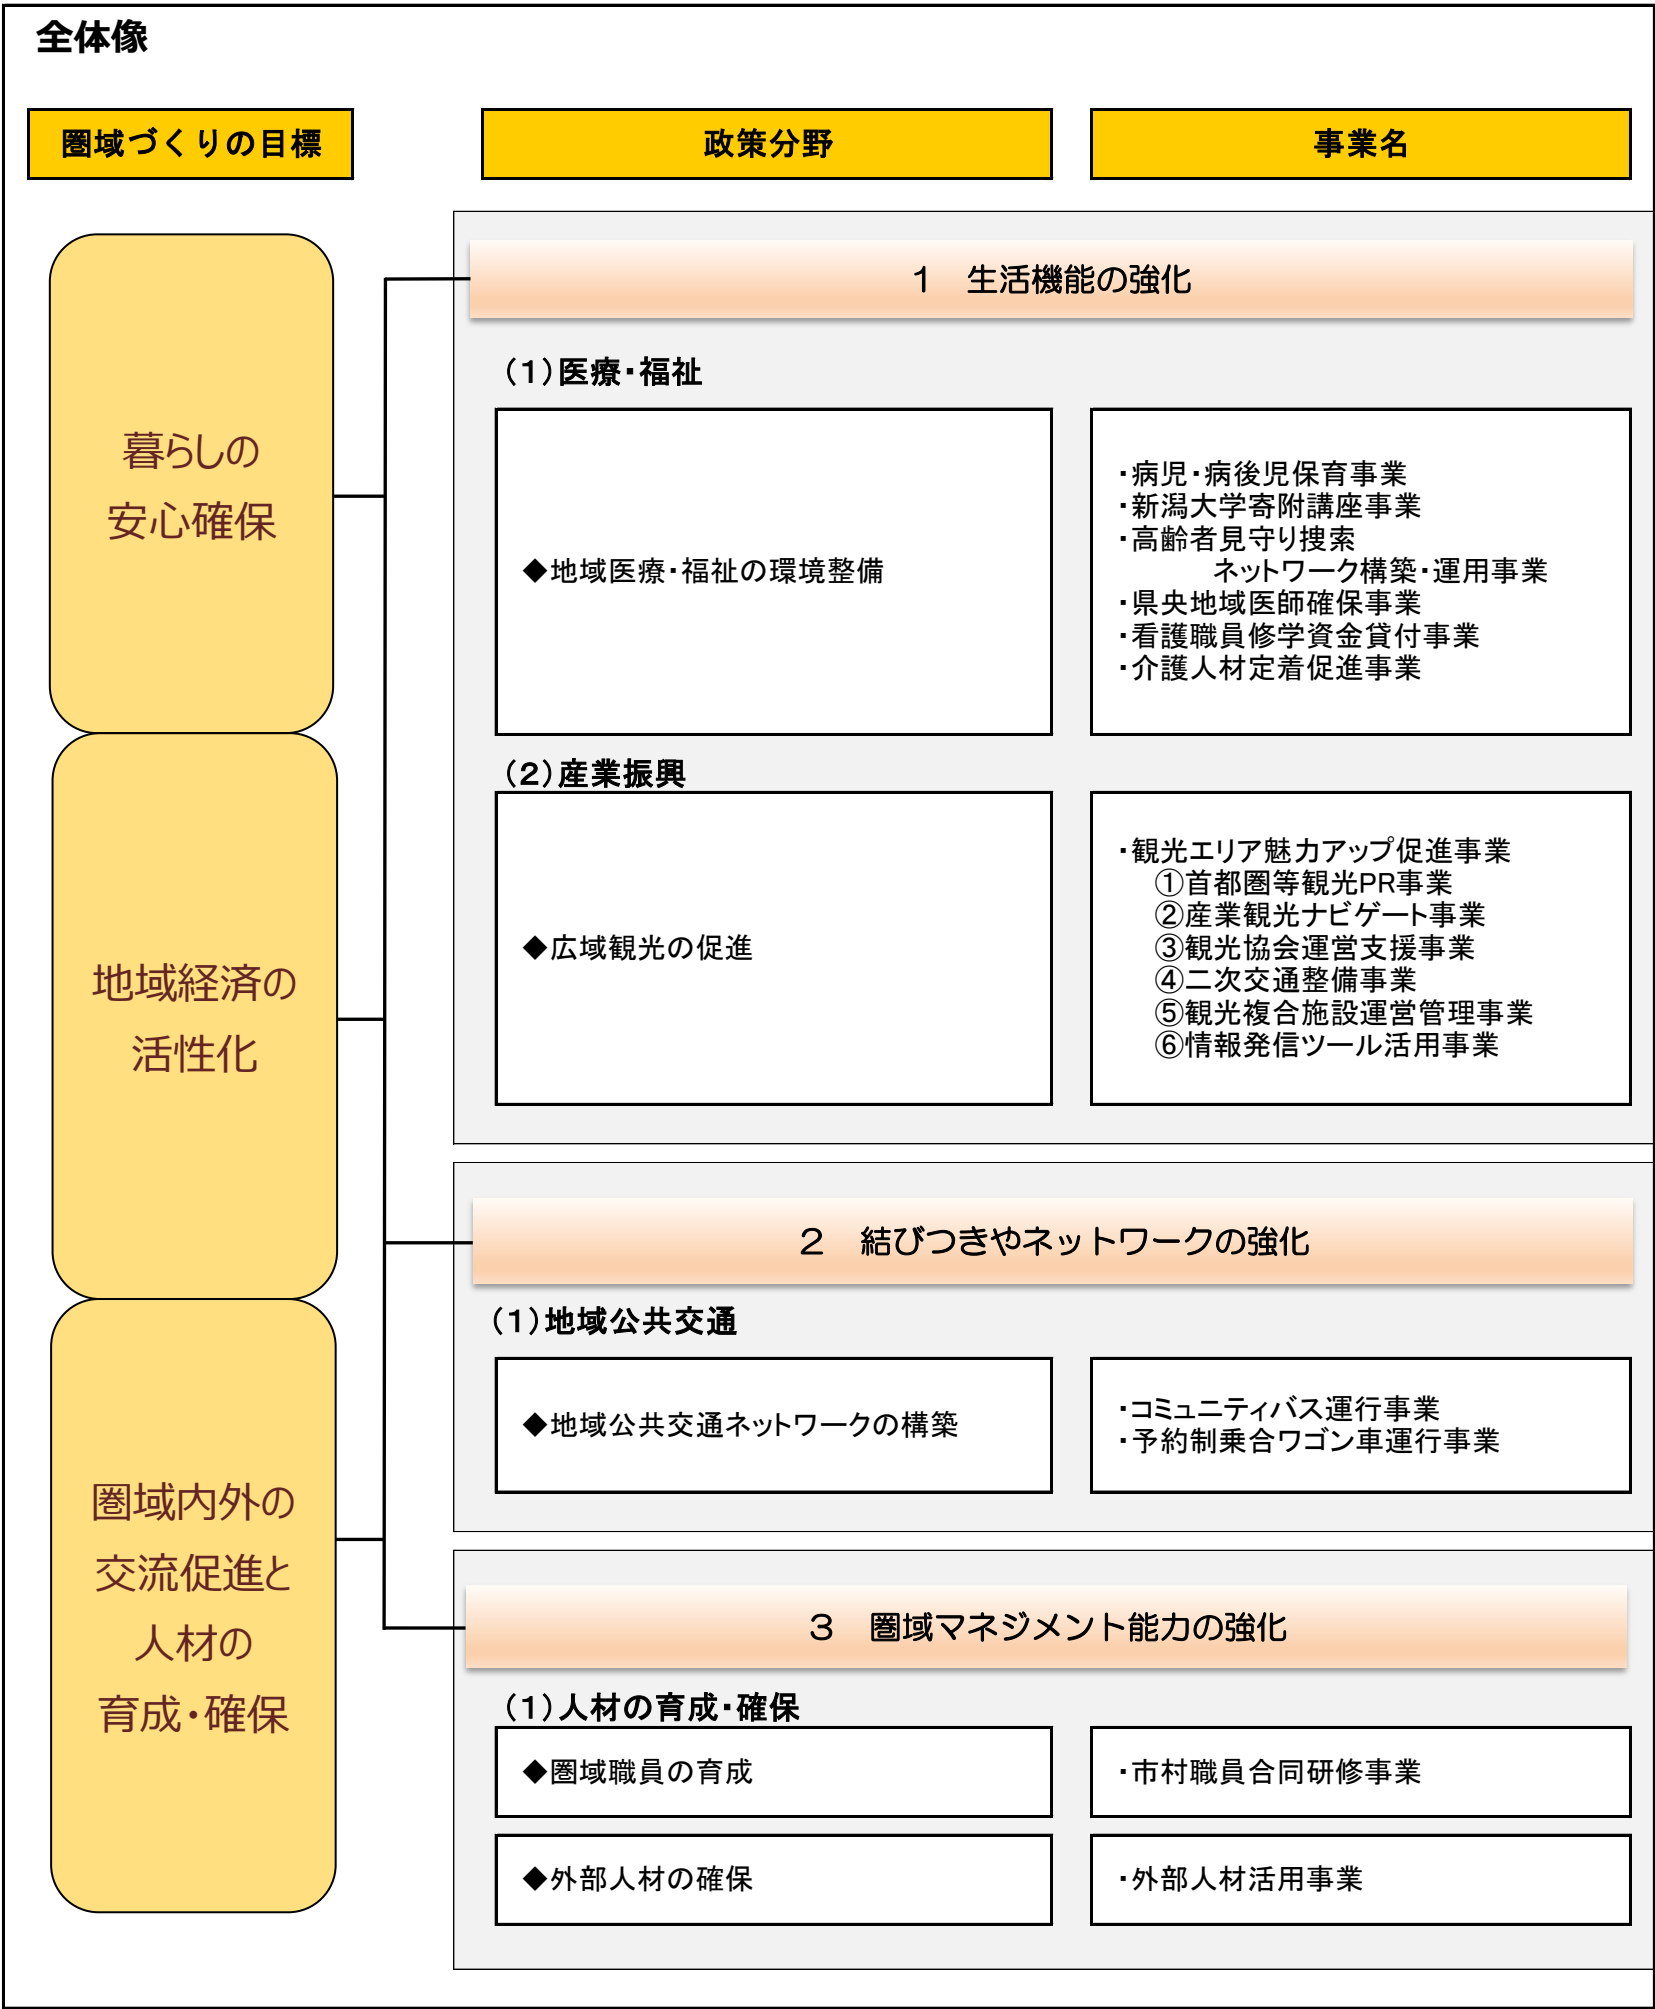 全体像
圏域づくりの目標
政策分野
事業名
暮らしの
安心確保
地域経済の
活性化
圏域内外の
交流促進と
人材の
育成・確保
1　生活機能の強化
（1）医療・福祉
◆地域医療・福祉の環境整備
・病児・病後児保育事業
・新潟大学寄附講座事業
・高齢者見守り捜索
ネットワーク構築・運用事業
・県央地域医師確保事業
・看護職員修学資金貸付事業
・介護人材定着促進事業
（2）産業振興
◆広域観光の促進
・観光エリア魅力アップ促進事業
①首都圏等観光PR事業
②産業観光ナビゲート事業
③観光協会運営支援事業
④二次交通整備事業
⑤観光複合施設運営管理事業
⑥情報発信ツール活用事業
2　結びつきやネットワークの強化
（1）地域公共交通
◆地域公共交通ネットワークの構築
・コミュニティバス運行事業
・予約制乗合ワゴン車運行事業
3　圏域マネジメント能力の強化
（1）人材の育成・確保
◆圏域職員の育成
・市村職員合同研修事業
◆外部人材の確保
・外部人材活用事業